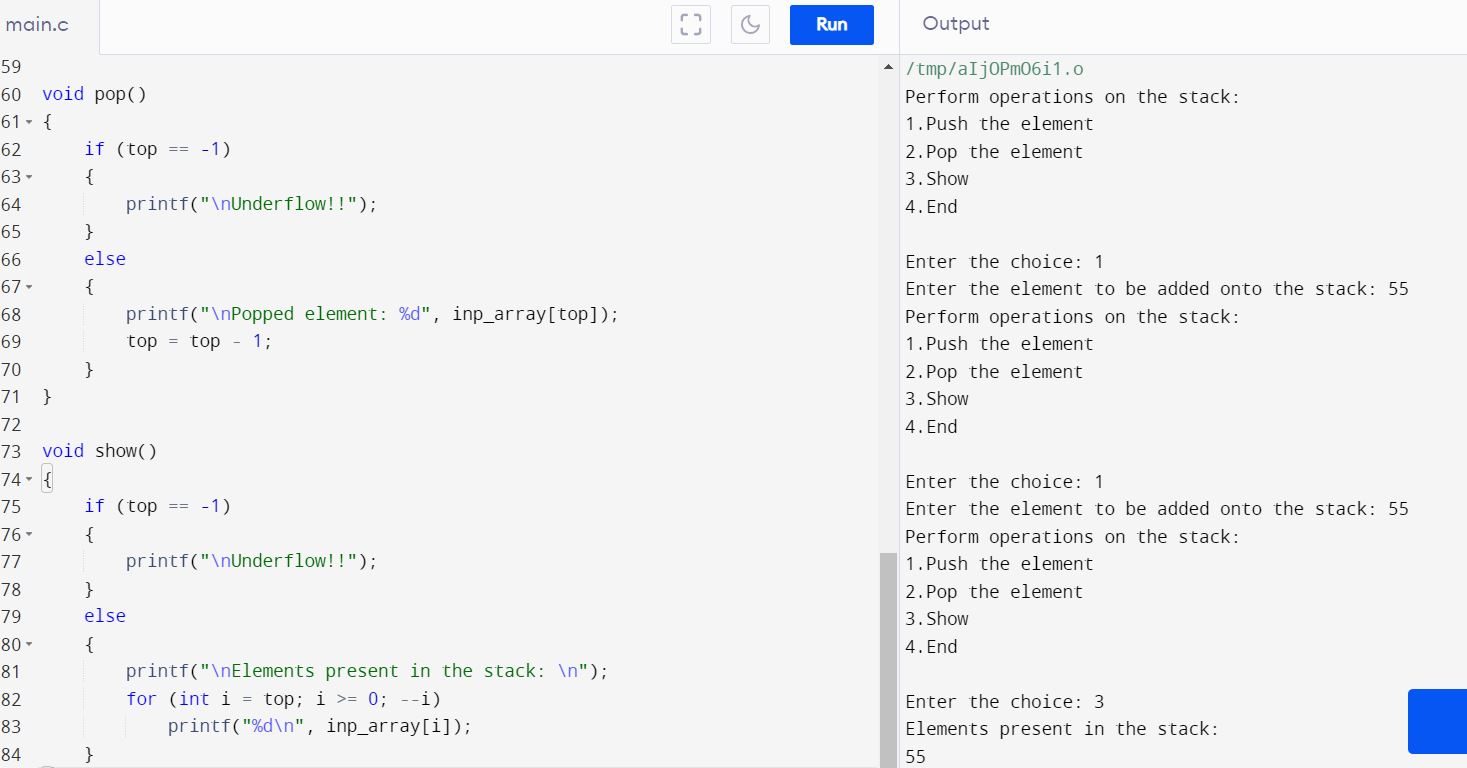 main.c
Run
59
60 void pop()
61 {
62 if (top == -1)
63 {
64 printf("\nUnderflow!!");
65 }
66 else
67 {
68 printf("\nPopped element: %d", inp_array[top]);
69 top = top - 1;
70 }
71 }
72
73 void show()
74 {
75 if (top == -1)
76 {
77 printf("\nUnderflow!!");
78 }
79 else
80 {
81 printf("\nElements present in the stack: \n");
82 for (int i = top; i >= 0; --i)
83 printf("%d\n", inp_array[i]);
84 }
Output
/tmp/aIjOPmO6i1.o
Perform operations on the stack:
1.Push the element
2.Pop the element
3.Show
4.End
Enter the choice: 1
Enter the element to be added onto the stack: 55
Perform operations on the stack:
1.Push the element
2.Pop the element
3.Show
4.End
Enter the choice: 1
Enter the element to be added onto the stack: 55
Perform operations on the stack:
1.Push the element
2.Pop the element
3.Show
4.End
Enter the choice: 3
Elements present in the stack:
55